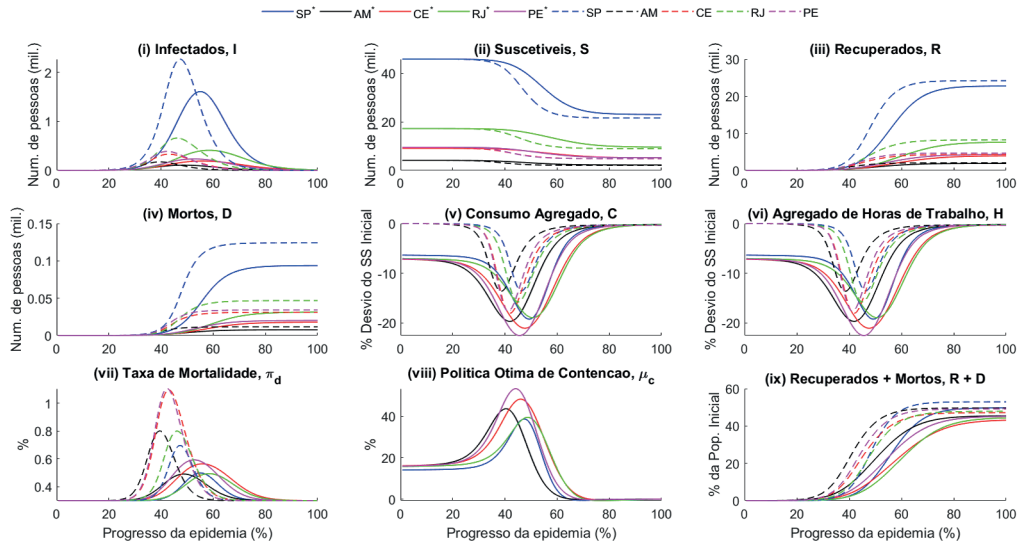 SP* AM* CE* RJ* PE* SP AM CE RJ PE
(i) Infectados, I
Num. de pessoas (mil.)
2
1
0
0 20 40 60 80 100
(ii) Suscetiveis, S
Num. de pessoas (mil.)
40
20
0
0 20 40 60 80 100
(iii) Recuperados, R
Num. de pessoas (mil.)
30
20
10
0
0 20 40 60 80 100
(iv) Mortos, D
Num. de pessoas (mil.)
0.15
0.1
0.05
0
0 20 40 60 80 100
(v) Consumo Agregado, C
% Desvio do SS Inicial
0
-10
-20
0 20 40 60 80 100
(vi) Agregado de Horas de Trabalho, H
% Desvio do SS Inicial
0
-10
-20
0 20 40 60 80 100
(vii) Taxa de Mortalidade, πd
%
1
0.8
0.6
0.4
0 20 40 60 80 100
Progresso da epidemia (%)
(viii) Politica Otima de Contencao, μc
%
40
20
0
0 20 40 60 80 100
Progresso da epidemia (%)
(ix) Recuperados + Mortos, R + D
% da Pop. Inicial
60
40
20
0
0 20 40 60 80 100
Progresso da epidemia (%)